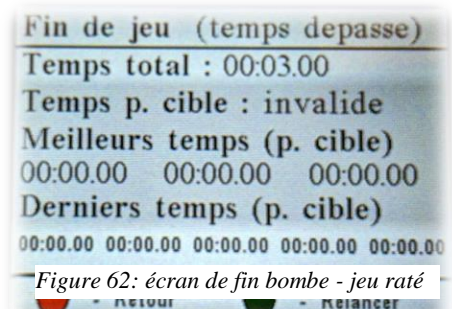 Fin de jeu (temps depasse)
Temps total : 00:03.00
Temps p. cible : invalide
Meilleurs temps (p. cible)
00:00.00 00:00.00 00:00.00
Derniers temps (p. cible)
00:00.00 00:00.00 00:00.00 00:00.00 00:00.00
Figure 62: écran de fin bombe - jeu raté
- Retour - Relancer